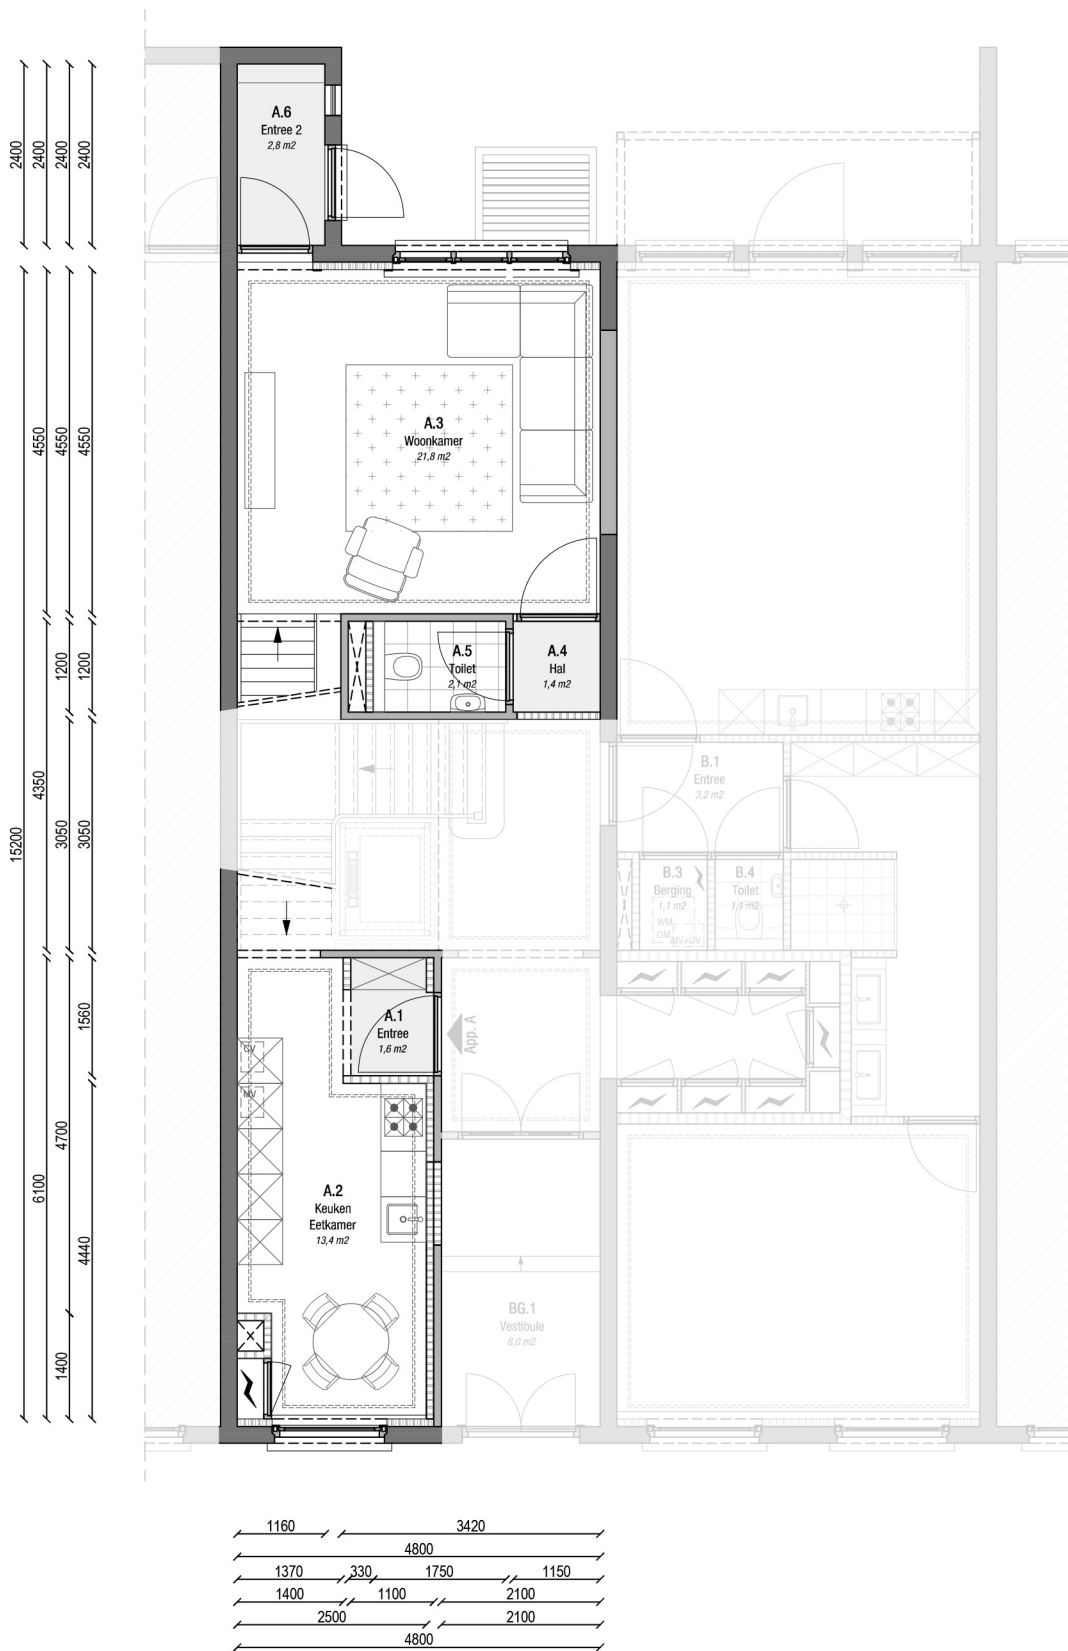 A.6
Entree 2
2,8 m2
2400
2400
2400
2400
A.3
Woonkamer
21,8 m2
4550
4550
4550
A.5
Toilet
2,1 m2
A.4
Hal
1,4 m2
1200
1200
B.1
Entree
3,2 m2
15200
4350
3050
3050
B.3
Berging
1,1 m2
WM
DM
MV+CV
B.4
Toilet
1,1 m2
A.1
Entree
1,6 m2
App. A
CV
MV
1560
6100
4700
4440
1400
A.2
Keuken
Eetkamer
13,4 m2
BG.1
Vestibule
8,0 m2
1160
3420
4800
1370
330
1750
1150
1400
1100
2100
2500
2100
4800